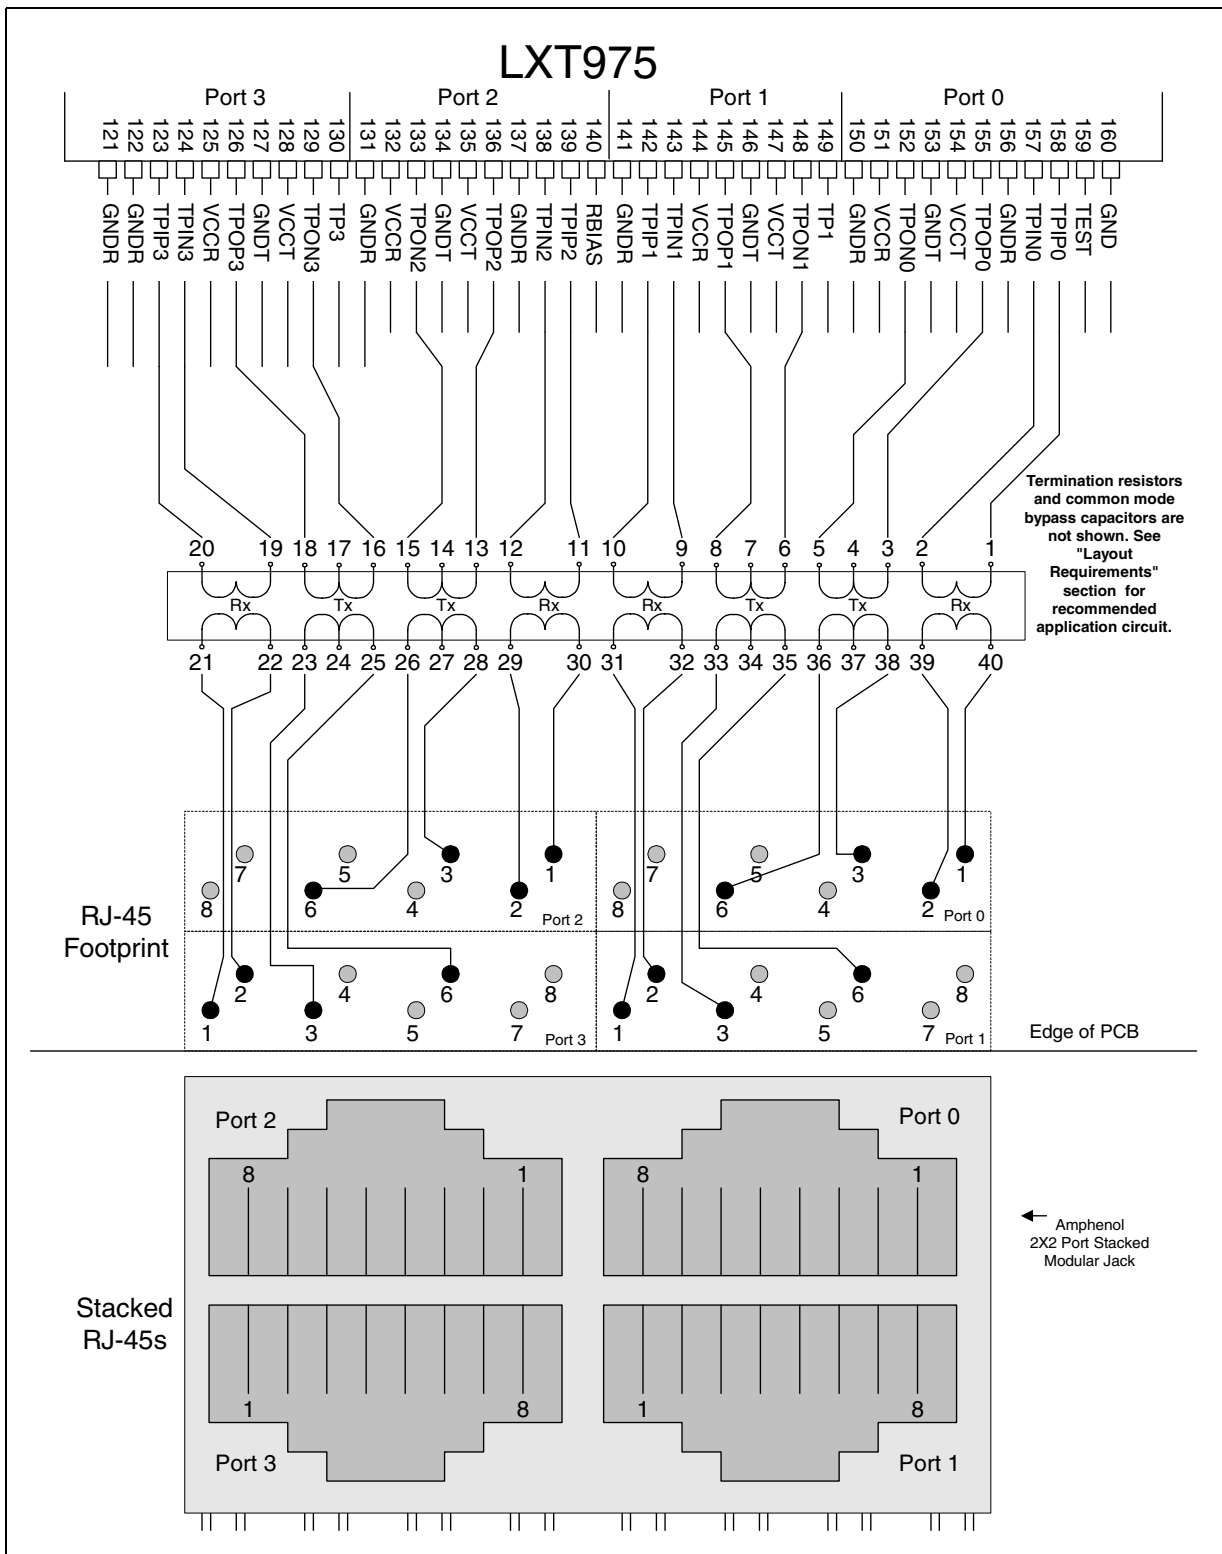 LXT975
Port 3 Port 2 Port 1 Port 0
121 122 123 124 125 126 127 128 129 130 131 132 133 134 135 136 137 138 139 140 141 142 143 144 145 146 147 148 149 150 151 152 153 154 155 156 157 158 159 160
GNDR GNDR TPIP3 TPIN3 VCCR TPOP3 GNDT VCCT TPON3 TP3 GNDR VCCR TPON2 GNDT VCCT TPOP2 GNDR TPIN2 TPIP2 RBIAS GNDR TPIP1 TPIN1 VCCR TPOP1 GNDT VCCT TPON1 TP1 GNDR VCCR TPON0 GNDT VCCT TPOP0 GNDR TPIN0 TPIP0 TEST GND
Termination resistors
and common mode
bypass capacitors are
not shown. See
"Layout
Requirements"
section for
recommended
application circuit.
20 19 18 17 16 15 14 13 12 11 10 9 8 7 6 5 4 3 2 1
Rx Tx Tx Rx Rx Tx Tx Rx
21 22 23 24 25 26 27 28 29 30 31 32 33 34 35 36 37 38 39 40
RJ-45
Footprint
7 5 3 1
8 6 4 2
Port 2
7 5 3 1
8 6 4 2
Port 0
2 4 6 8
1 3 5 7
Port 3
2 4 6 8
1 3 5 7
Port 1
Edge of PCB
Port 2 Port 0
8 1 8 1
Amphenol
2X2 Port Stacked
Modular Jack
Stacked
RJ-45s
1 8 1 8
Port 3 Port 1